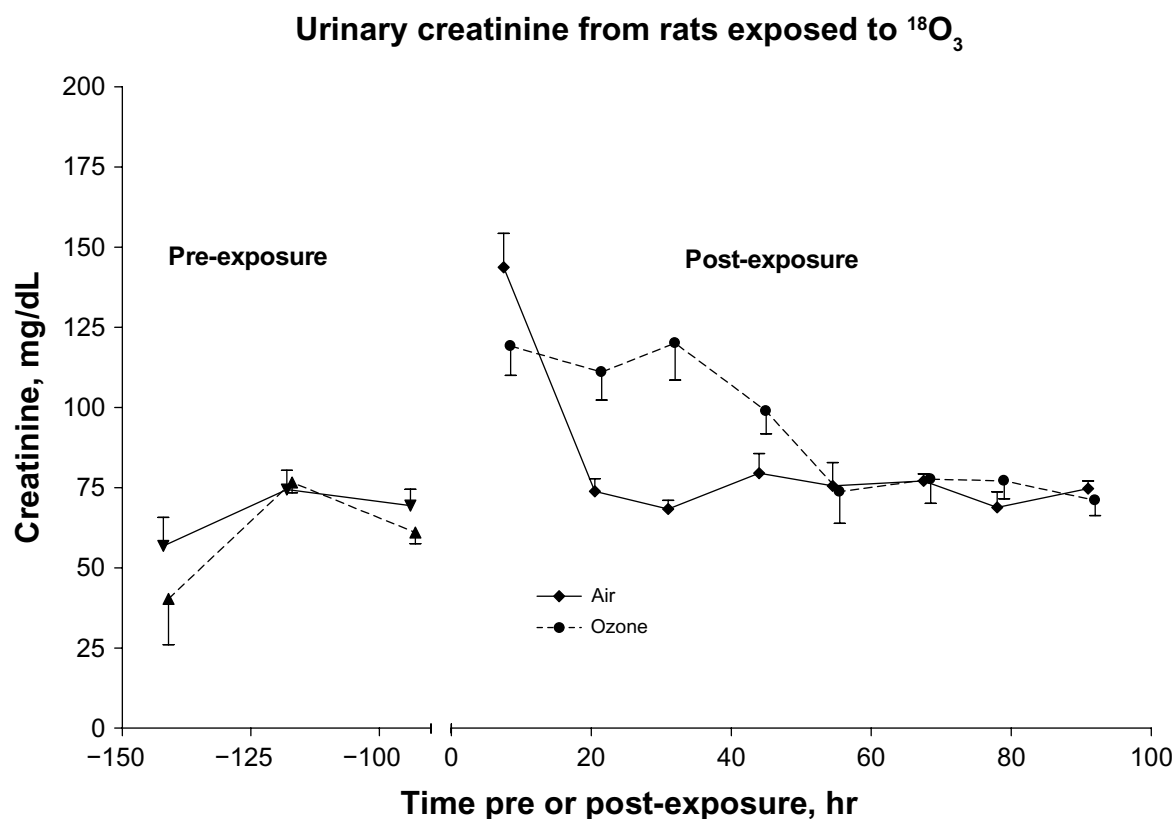 Urinary creatinine from rats exposed to ¹⁸O₃
200
175
150
125
100
75
50
25
0
Creatinine, mg/dL
Pre-exposure
Post-exposure
Air
Ozone
−150 −125 −100 0 20 40 60 80 100
Time pre or post-exposure, hr